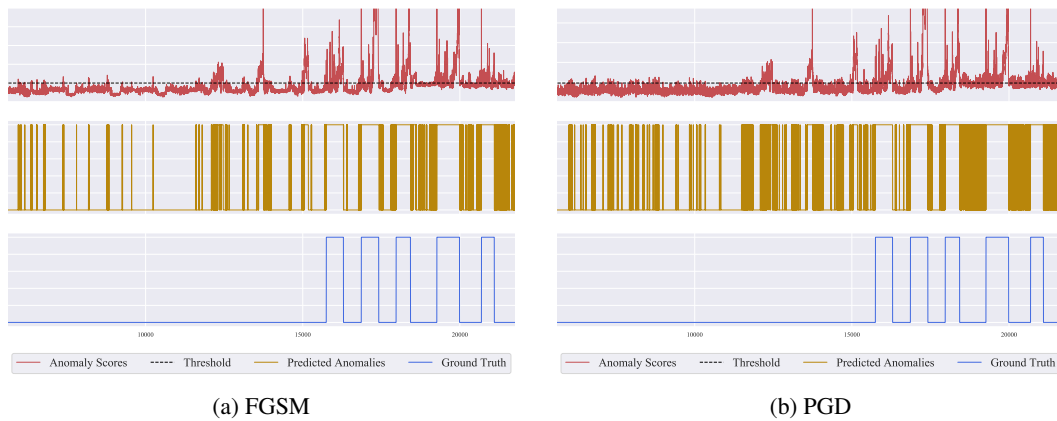 10000 15000 20000
10000 15000 20000
Anomaly Scores Threshold Predicted Anomalies Ground Truth
Anomaly Scores Threshold Predicted Anomalies Ground Truth
(a) FGSM
(b) PGD